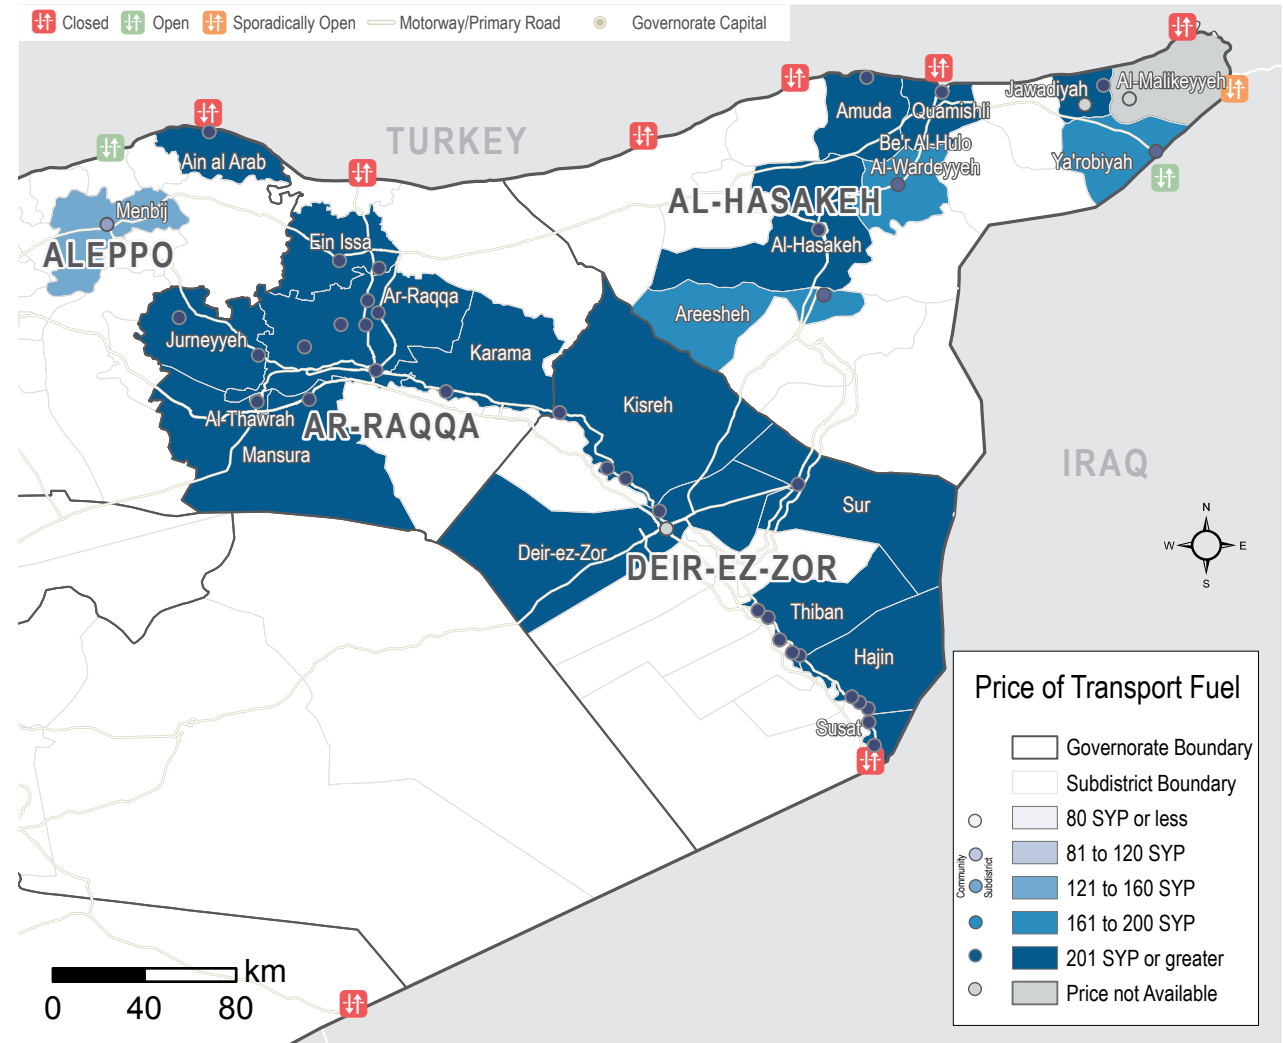 Closed Open Sporadically Open Motorway/Primary Road Governorate Capital
TURKEY
Jawadiyah
Al-Malikeyyeh
Amuda
Quamishli
Be'r Al-Hulo
Al-Wardeyyeh
Ya'robiyah
Ain al Arab
AL-HASAKEH
Menbij
ALEPPO
Ein Issa
Al-Hasakeh
Ar-Raqqa
Areesheh
Jurneyyeh
Karama
Kisreh
Al-Thawrah
AR-RAQQA
Mansura
IRAQ
Sur
Deir-ez-Zor
DEIR-EZ-ZOR
Thiban
Hajin
Susat
N
W E
S
Price of Transport Fuel
Governorate Boundary
Subdistrict Boundary
Community
Subdistrict
80 SYP or less
81 to 120 SYP
121 to 160 SYP
161 to 200 SYP
201 SYP or greater
Price not Available
km
0 40 80